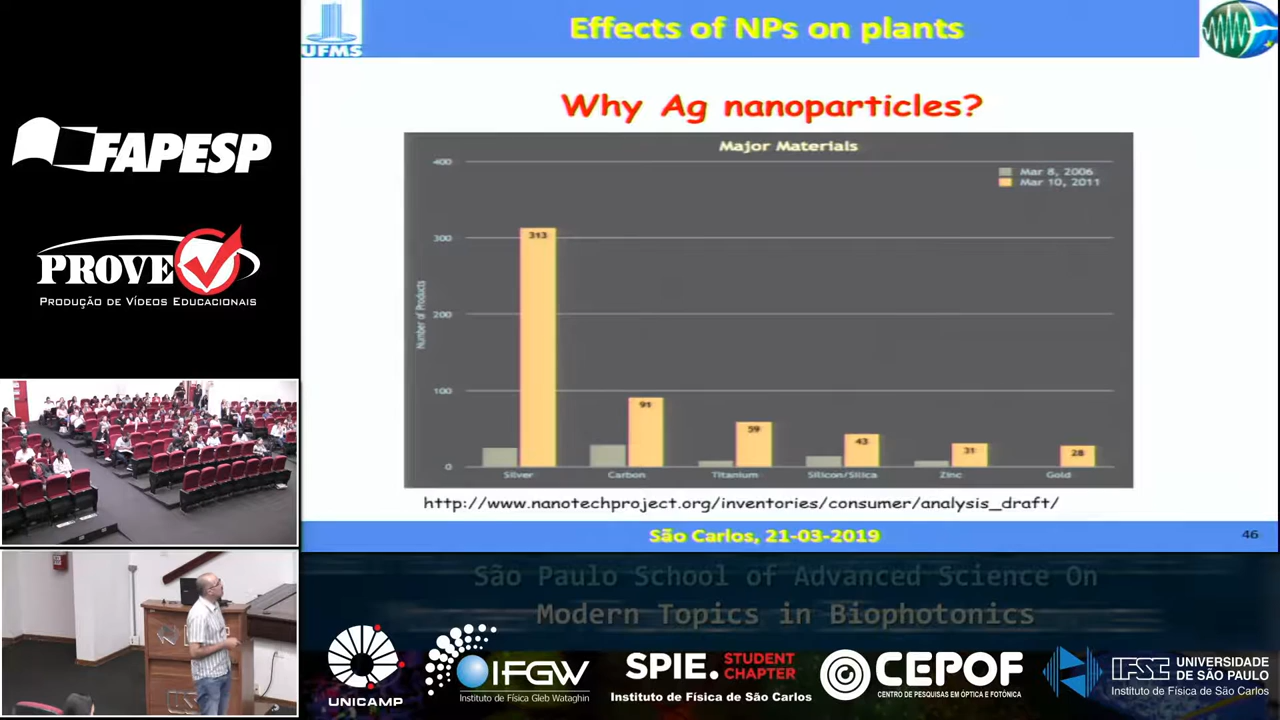 FAPESP
PROVE
PRODUÇÃO DE VÍDEOS EDUCACIONAIS
UFMS
Effects of NPs on plants
Why Ag nanoparticles?
Major Materials
Mar 8, 2006
Mar 10, 2011
Number of Products
400
300
200
100
0
313
91
59
43
31
28
Silver
Carbon
Titanium
Silicon/Silica
Zinc
Gold
http://www.nanotechproject.org/inventories/consumer/analysis_draft/
São Carlos, 21-03-2019
46
São Paulo School of Advanced Science On
Modern Topics in Biophotonics
UNICAMP
IFGW
Instituto de Física Gleb Wataghin
SPIE. STUDENT CHAPTER
Instituto de Física de São Carlos
CEPOF
CENTRO DE PESQUISAS EM ÓPTICA E FOTÔNICA
IFSC
UNIVERSIDADE DE SÃO PAULO
Instituto de Física de São Carlos